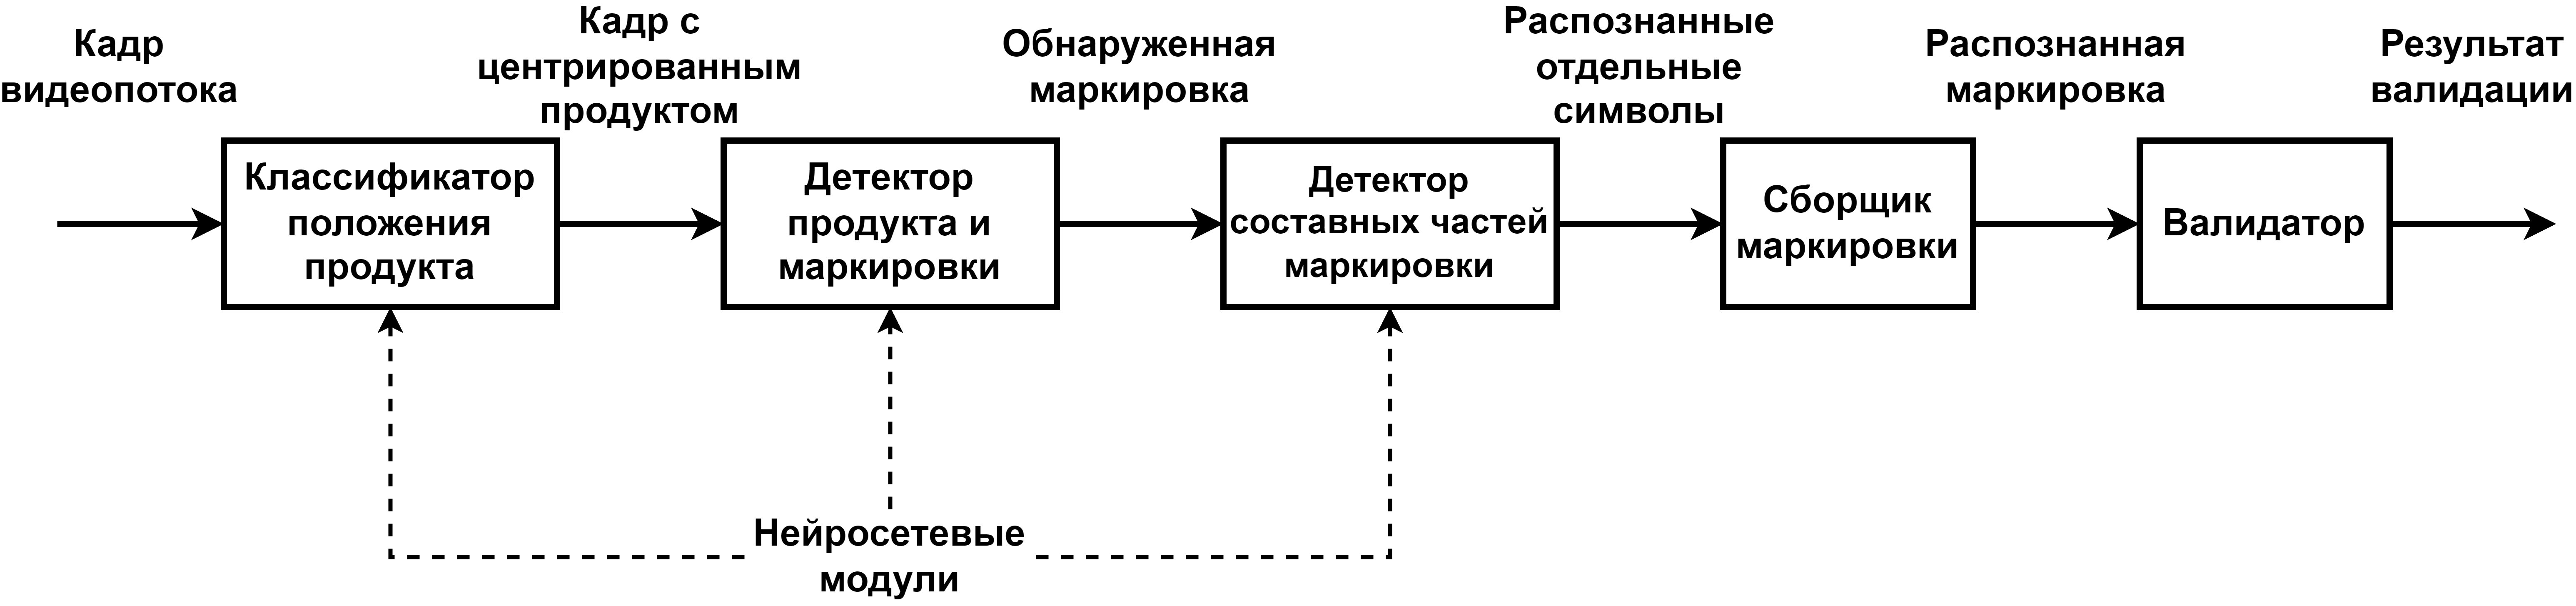 Кадр
видеопотока
Кадр с
центрированным
продуктом
Обнаруженная
маркировка
Распознанные
отдельные
символы
Распознанная
маркировка
Результат
валидации
Классификатор
положения
продукта
Детектор
продукта и
маркировки
Детектор
составных частей
маркировки
Сборщик
маркировки
Валидатор
Нейросетевые
модули